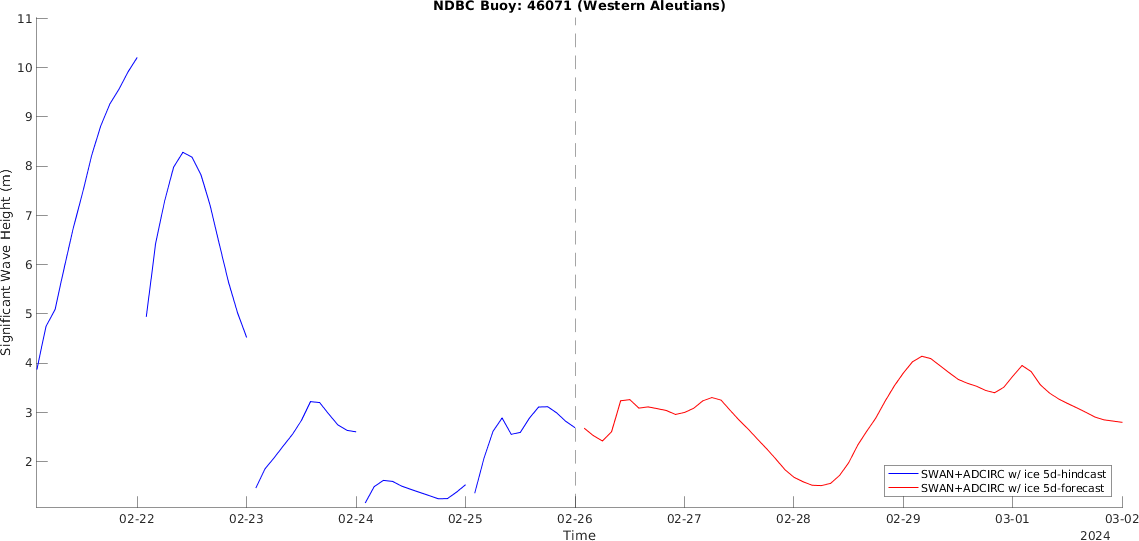 NDBC Buoy: 46071 (Western Aleutians)
11
10
9
8
7
6
5
4
3
2
Significant Wave Height (m)
SWAN+ADCIRC w/ ice 5d-hindcast
SWAN+ADCIRC w/ ice 5d-forecast
02-22 02-23 02-24 02-25 02-26 02-27 02-28 02-29 03-01 03-02
Time
2024